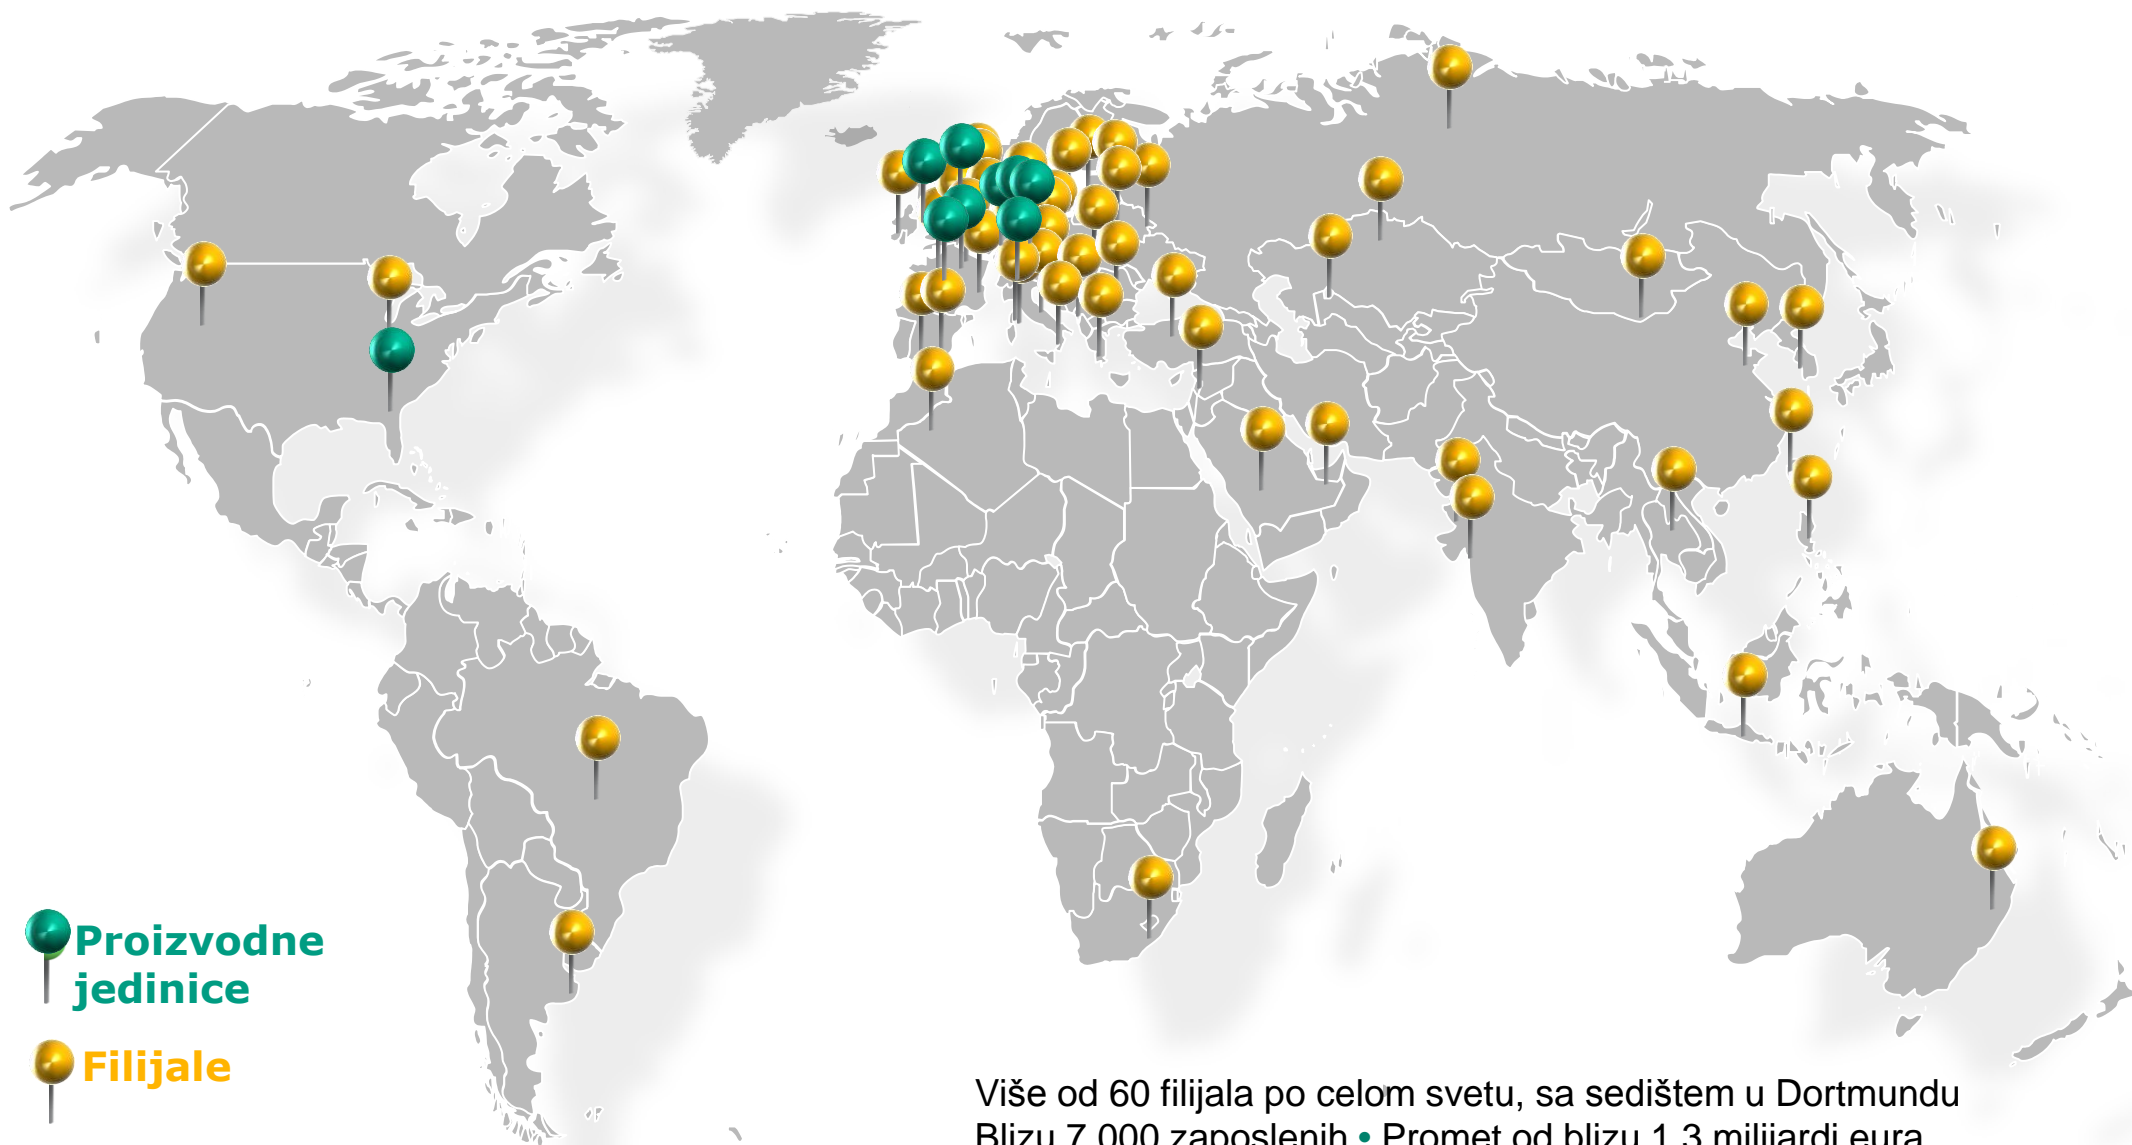 Proizvodne
jedinice
Filijale
Više od 60 filijala po celom svetu, sa sedištem u Dortmundu
Blizu 7.000 zaposlenih • Promet od blizu 1,3 milijardi eura